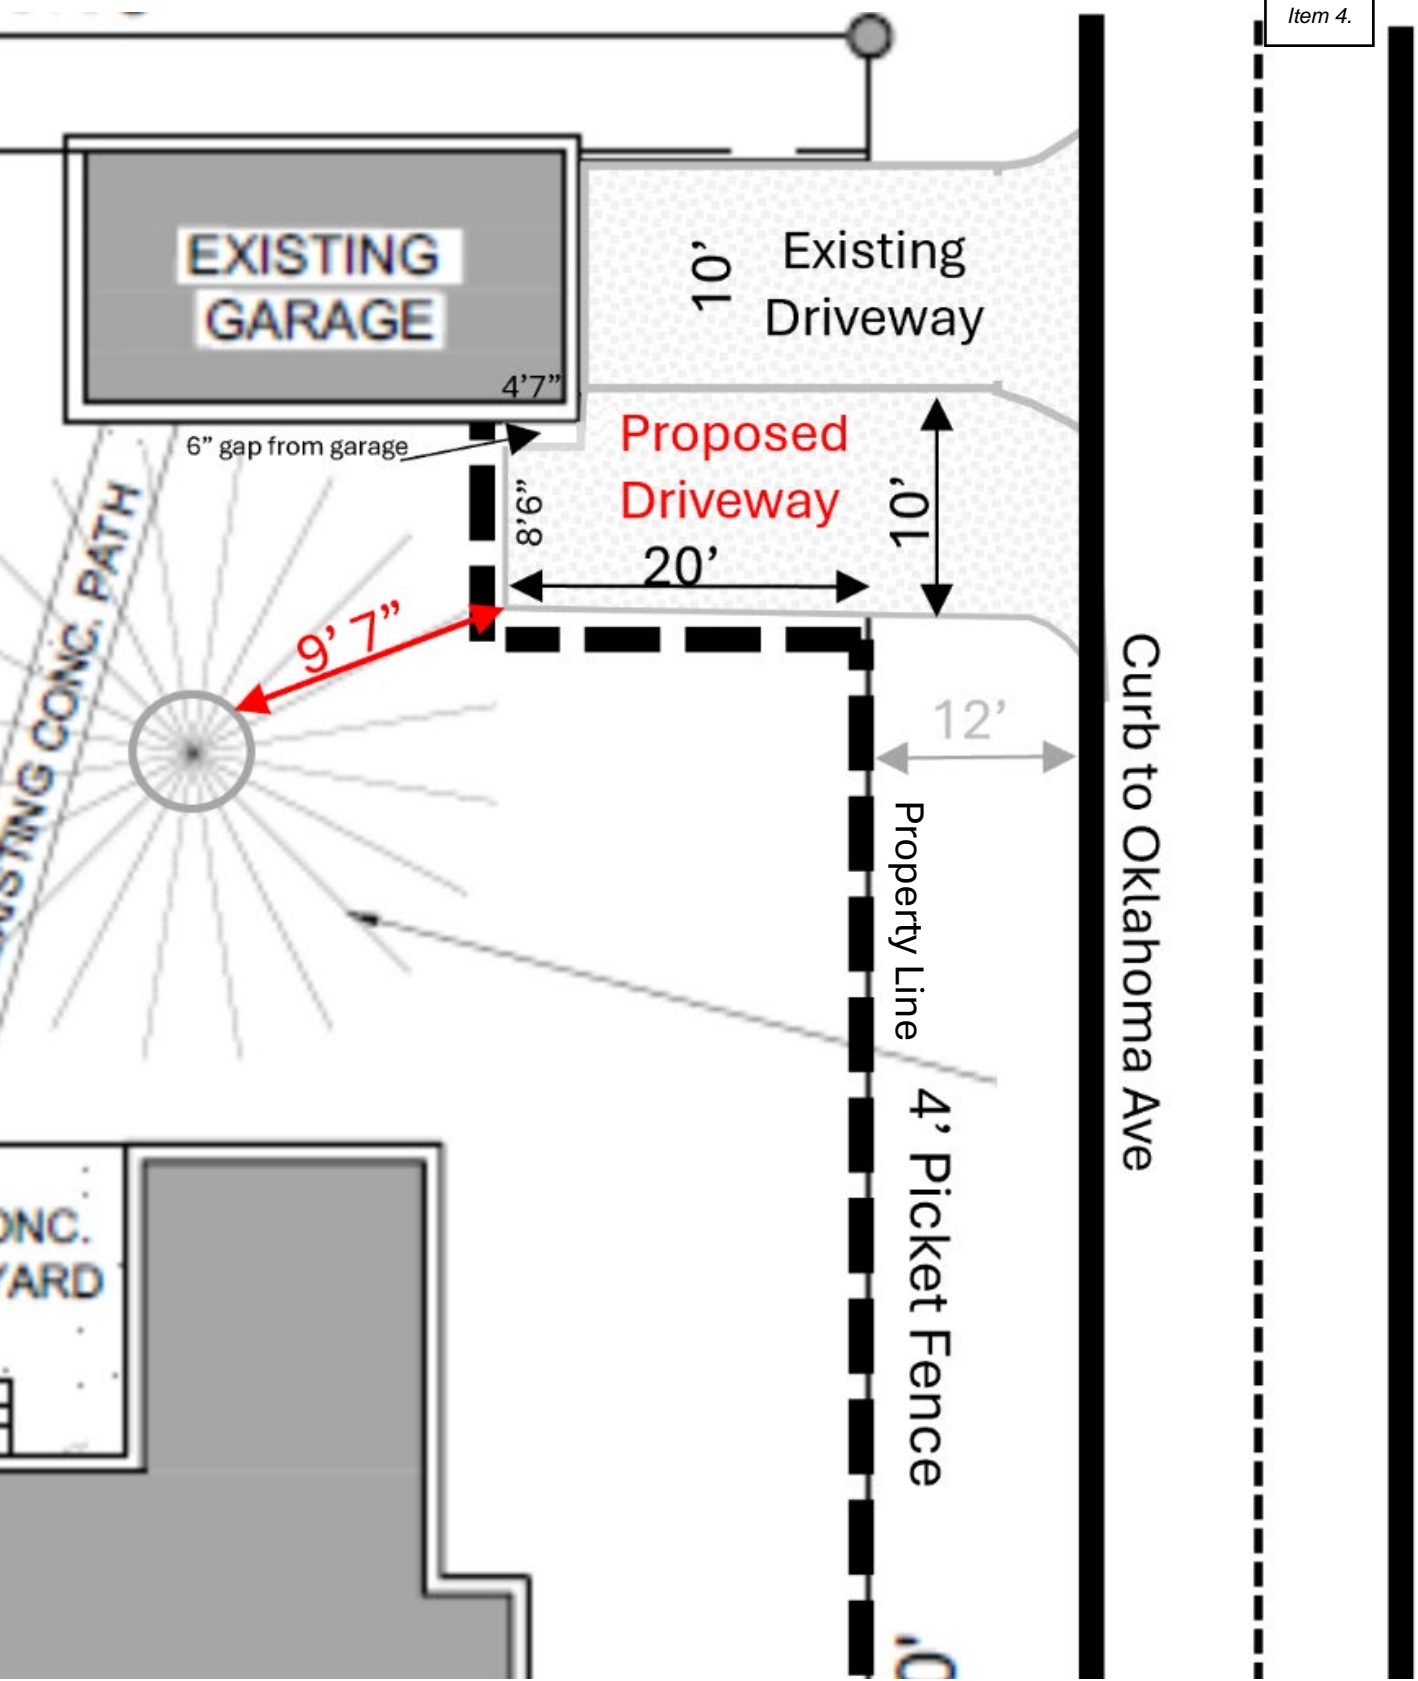 Item 4.
EXISTING
GARAGE
10’
Existing
Driveway
4’7”
6” gap from garage
Proposed
Driveway
8’6”
10’
20’
9’ 7”
CONC. PATH
12’
Property Line
Curb to Oklahoma Ave
4’ Picket Fence